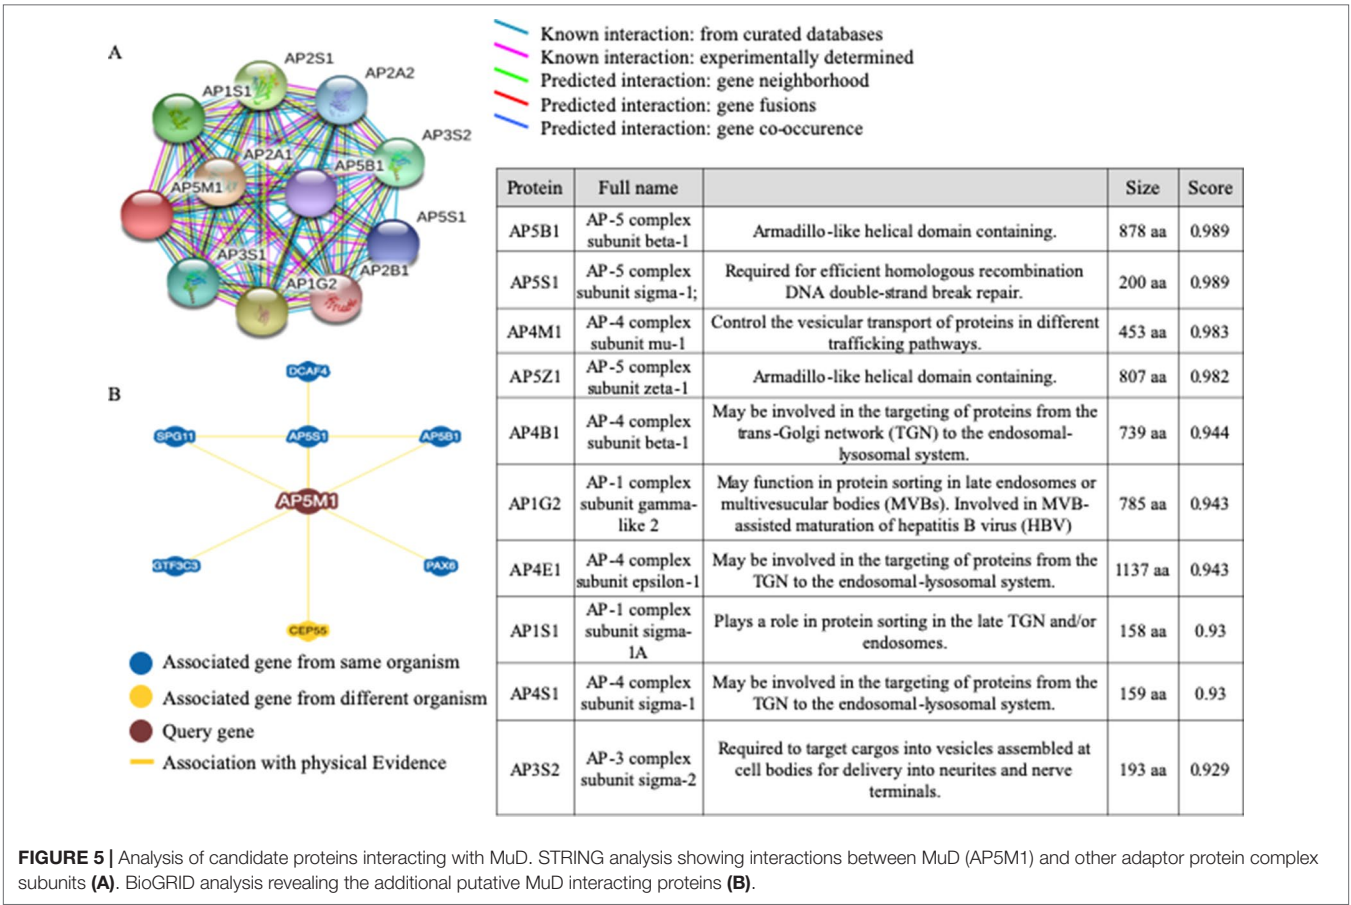 A
AP2S1
AP2A2
AP1S1
AP3S2
AP2A1
AP5B1
AP5M1
AP5S1
AP3S1
AP2B1
AP1G2
Known interaction: from curated databases
Known interaction: experimentally determined
Predicted interaction: gene neighborhood
Predicted interaction: gene fusions
Predicted interaction: gene co-occurence
B
DCAF4
SPG11
AP5S1
AP5B1
AP5M1
GTF3C3
PAX6
CEP55
Associated gene from same organism
Associated gene from different organism
Query gene
Association with physical Evidence
Protein Full name Size Score
AP5B1 AP-5 complex subunit beta-1 Armadillo-like helical domain containing. 878 aa 0.989
AP5S1 AP-5 complex subunit sigma-1; Required for efficient homologous recombination DNA double-strand break repair. 200 aa 0.989
AP4M1 AP-4 complex subunit mu-1 Control the vesicular transport of proteins in different trafficking pathways. 453 aa 0.983
AP5Z1 AP-5 complex subunit zeta-1 Armadillo-like helical domain containing. 807 aa 0.982
AP4B1 AP-4 complex subunit beta-1 May be involved in the targeting of proteins from the trans-Golgi network (TGN) to the endosomal-lysosomal system. 739 aa 0.944
AP1G2 AP-1 complex subunit gamma-like 2 May function in protein sorting in late endosomes or multivesucular bodies (MVBs). Involved in MVB-assisted maturation of hepatitis B virus (HBV) 785 aa 0.943
AP4E1 AP-4 complex subunit epsilon-1 May be involved in the targeting of proteins from the TGN to the endosomal-lysosomal system. 1137 aa 0.943
AP1S1 AP-1 complex subunit sigma-1A Plays a role in protein sorting in the late TGN and/or endosomes. 158 aa 0.93
AP4S1 AP-4 complex subunit sigma-1 May be involved in the targeting of proteins from the TGN to the endosomal-lysosomal system. 159 aa 0.93
AP3S2 AP-3 complex subunit sigma-2 Required to target cargos into vesicles assembled at cell bodies for delivery into neurites and nerve terminals. 193 aa 0.929
FIGURE 5 | Analysis of candidate proteins interacting with MuD. STRING analysis showing interactions between MuD (AP5M1) and other adaptor protein complex
subunits (A). BioGRID analysis revealing the additional putative MuD interacting proteins (B).